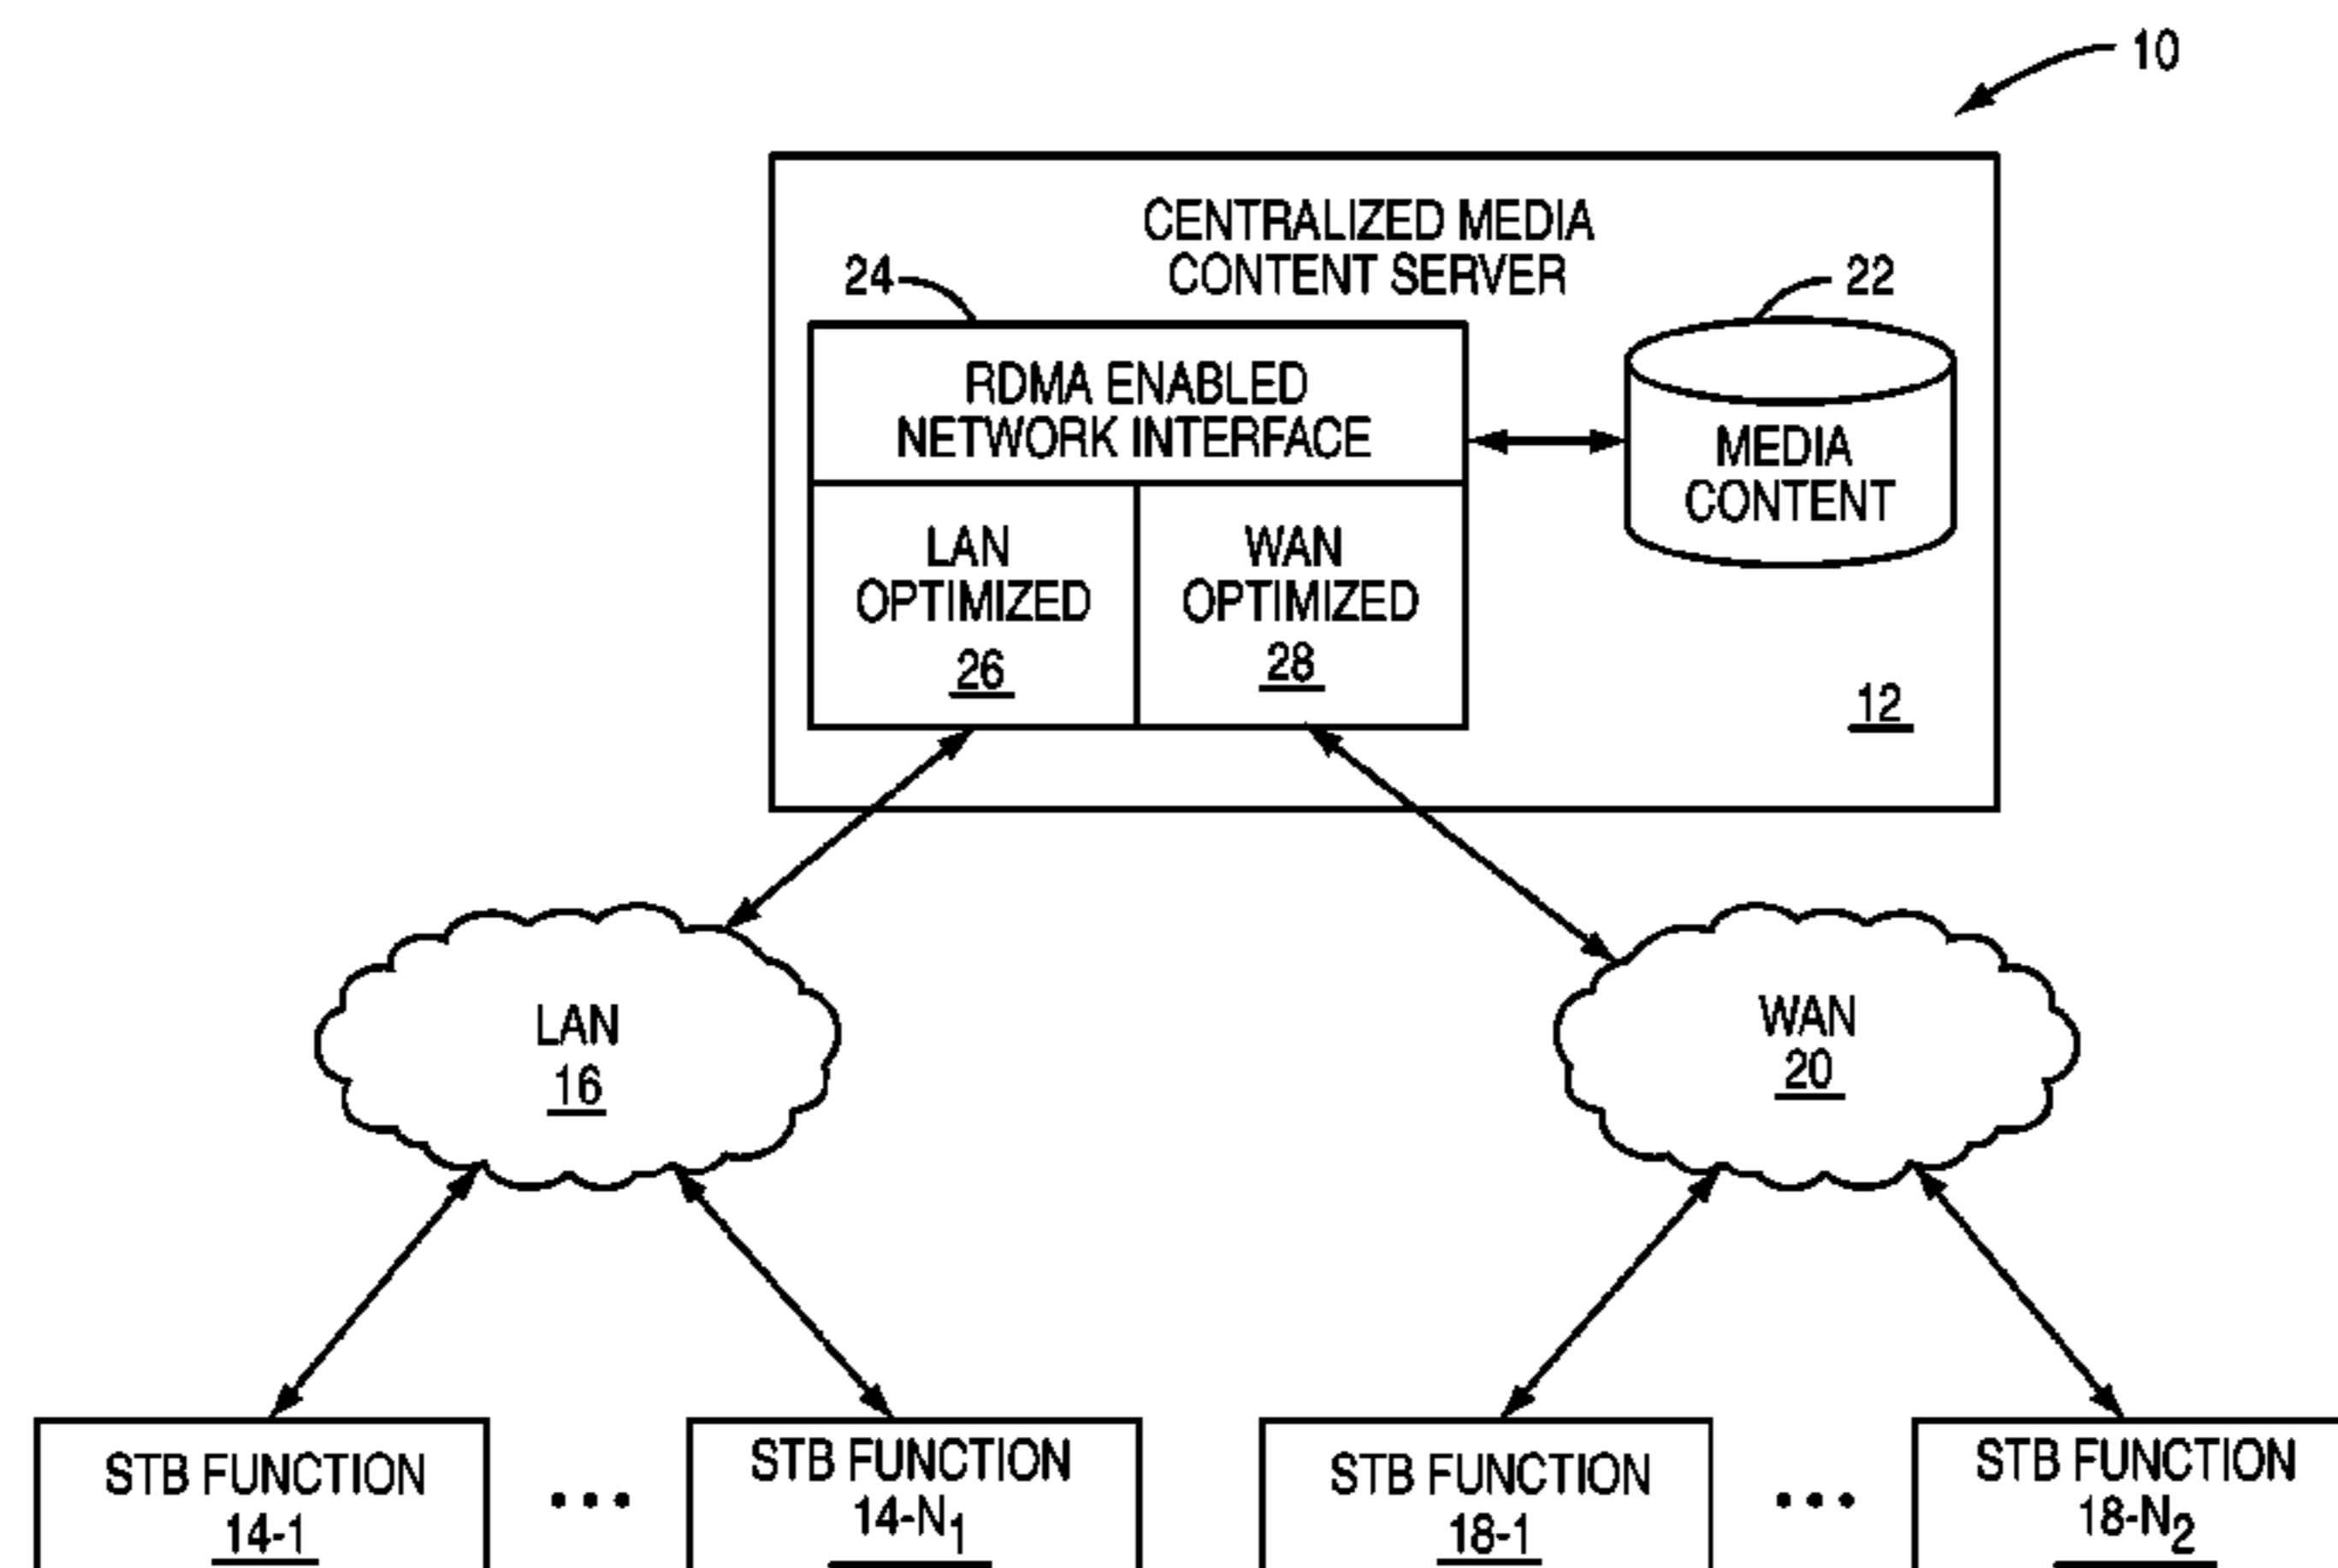 10
CENTRALIZED MEDIA
CONTENT SERVER
24
22
RDMA ENABLED
NETWORK INTERFACE
MEDIA
CONTENT
LAN
OPTIMIZED
26
WAN
OPTIMIZED
28
12
LAN
16
WAN
20
STB FUNCTION
14-1
• • •
STB FUNCTION
14-N1
STB FUNCTION
18-1
• • •
STB FUNCTION
18-N2